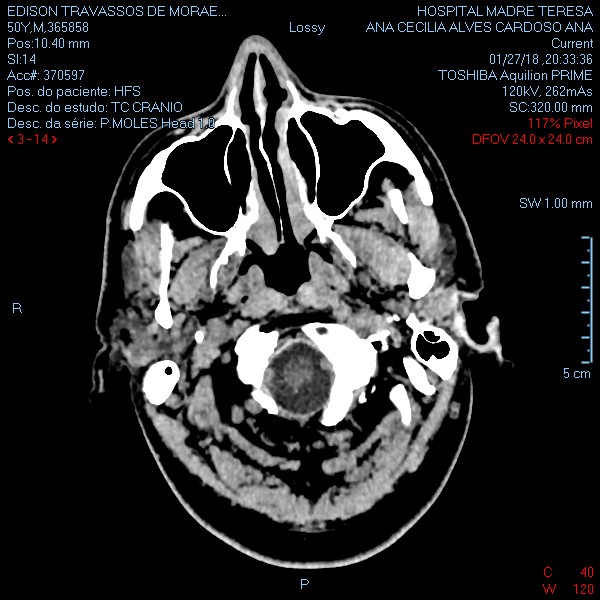 EDISON TRAVASSOS DE MORAE...
50Y,M,365858
Pos:10.40 mm
SI:14
Acc#: 370597
Pos. do paciente: HFS
Desc. do estudo: TC CRANIO
Desc. da série: P.MOLES Head 1.0
< 3 - 14 >
Lossy
HOSPITAL MADRE TERESA
ANA CECILIA ALVES CARDOSO ANA
Current
01/27/18 ,20:33:36
TOSHIBA Aquilion PRIME
120kV, 262mAs
SC:320.00 mm
117% Pixel
DFOV 24.0 x 24.0 cm
SW 1.00 mm
R
5 cm
P
C 40
W 120